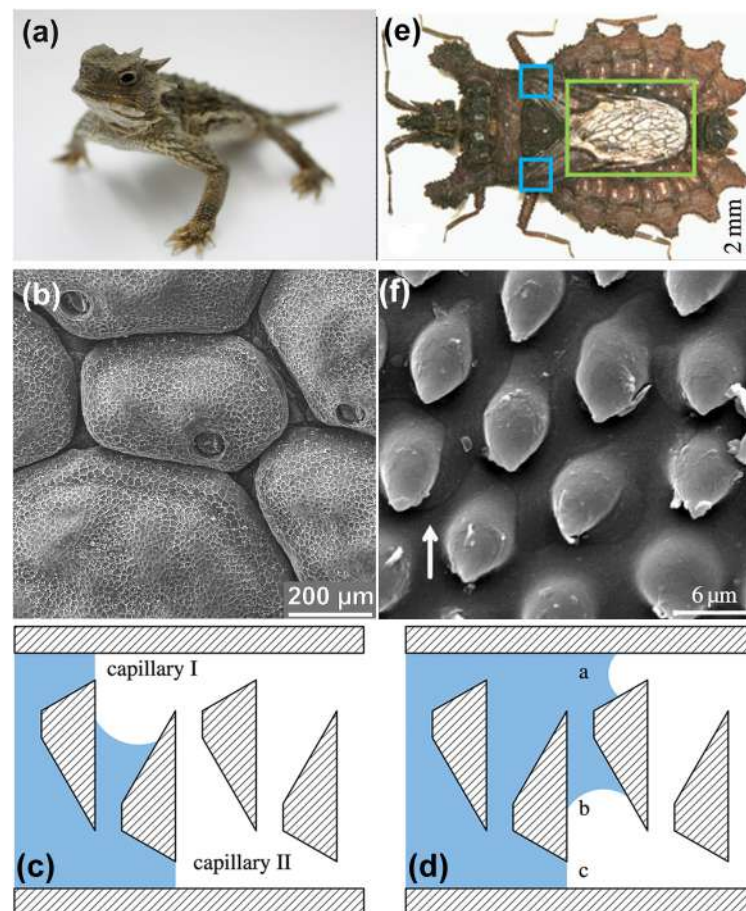 (a)
(e)
2 mm
(b)
200 µm
(f)
6 µm
capillary I
capillary II
(c)
a
b
c
(d)